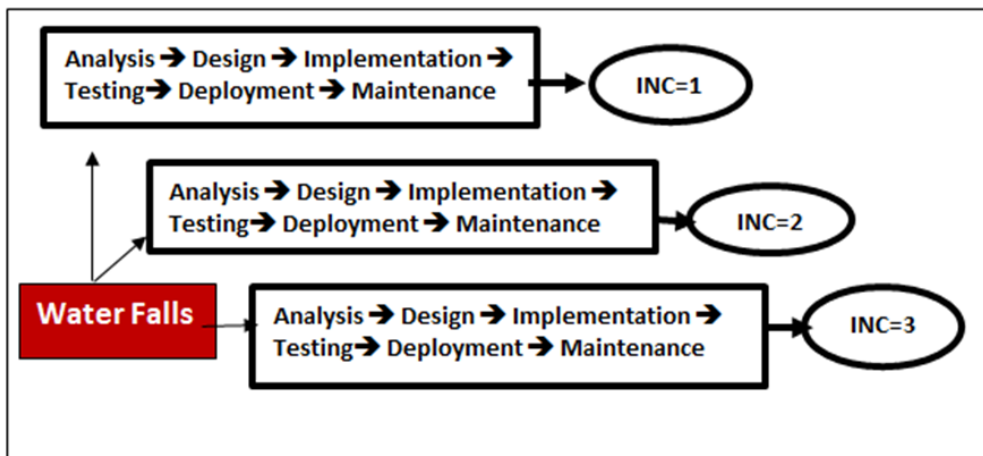 Analysis ➔ Design ➔ Implementation ➔
Testing➔ Deployment ➔ Maintenance
INC=1
Analysis ➔ Design ➔ Implementation ➔
Testing➔ Deployment ➔ Maintenance
INC=2
Water Falls
Analysis ➔ Design ➔ Implementation ➔
Testing➔ Deployment ➔ Maintenance
INC=3